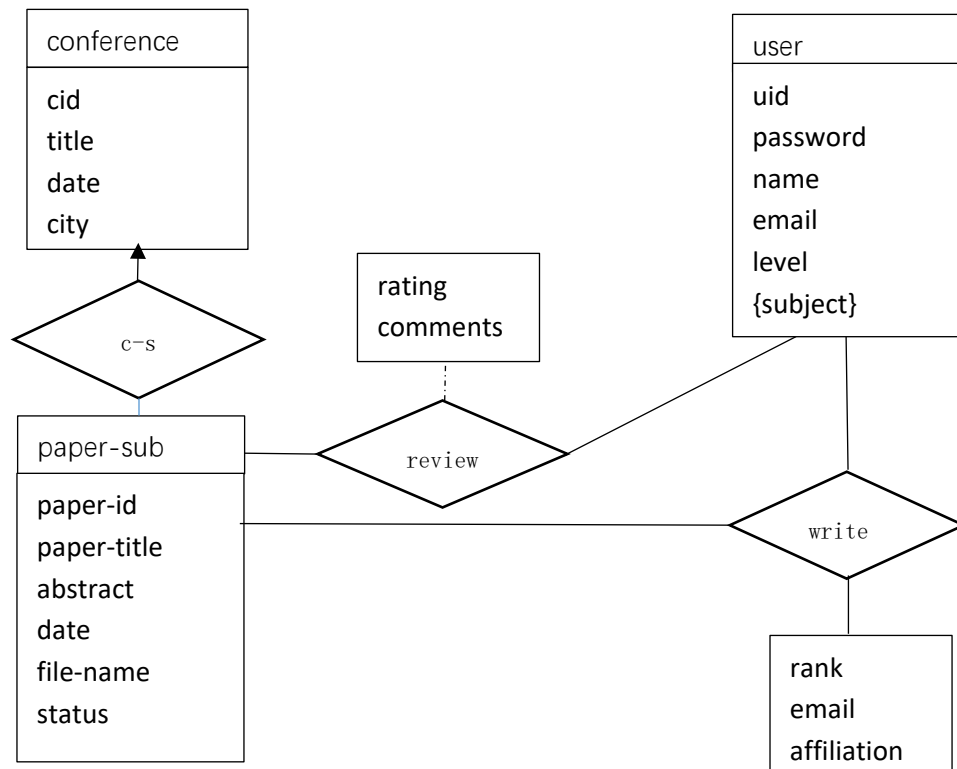 conference
cid
title
date
city
user
uid
password
name
email
level
{subject}
rating
comments
c-s
review
paper-sub
paper-id
paper-title
abstract
date
file-name
status
write
rank
email
affiliation